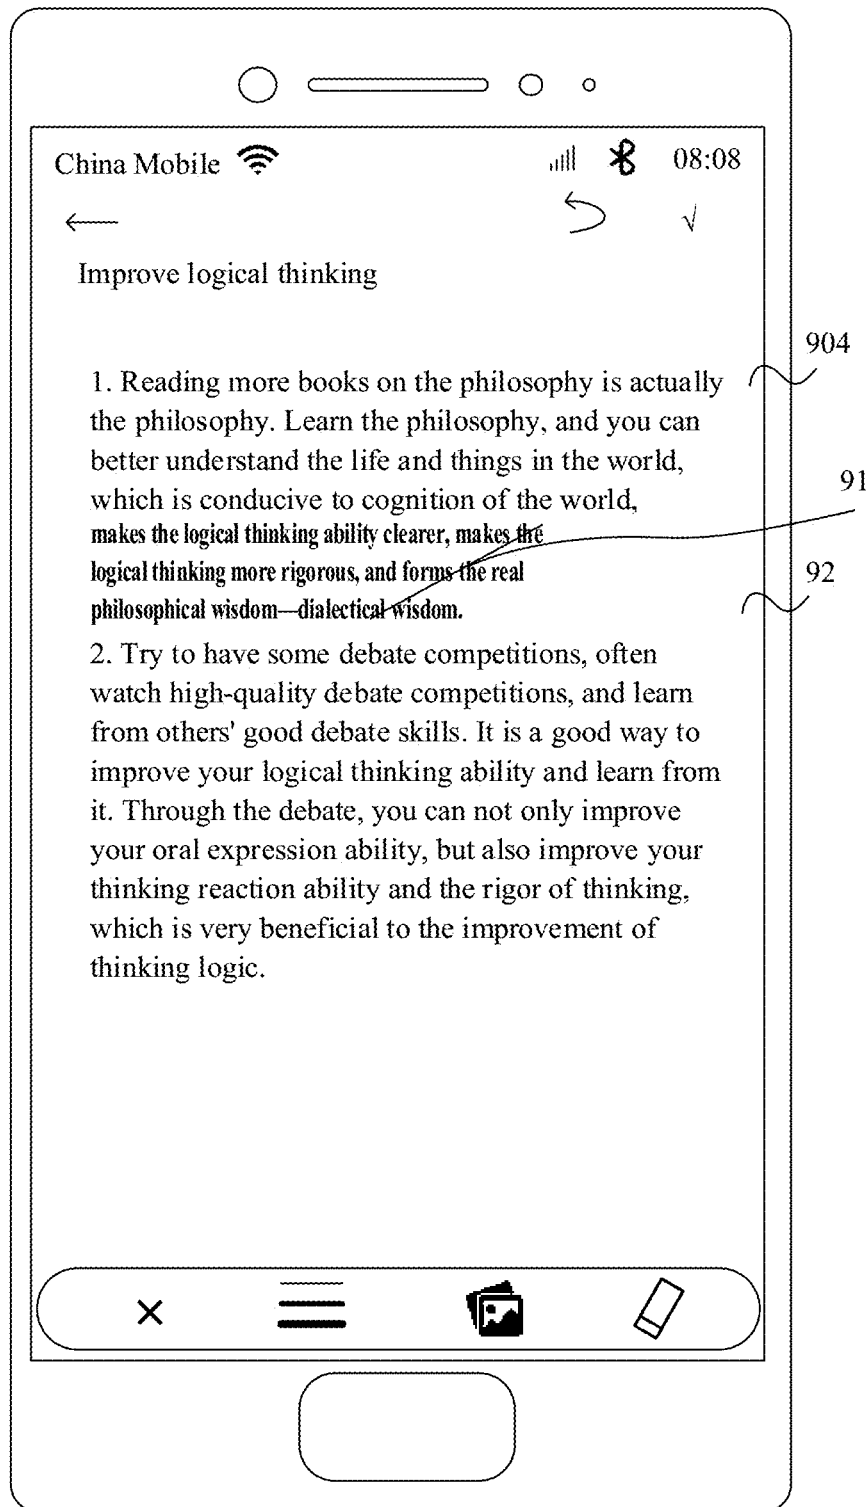 China Mobile 08:08
Improve logical thinking
904
1. Reading more books on the philosophy is actually
the philosophy. Learn the philosophy, and you can
better understand the life and things in the world,
91
which is conducive to cognition of the world,
makes the logical thinking ability clearer, makes the
logical thinking more rigorous, and forms the real
92
philosophical wisdom—dialectical wisdom.
2. Try to have some debate competitions, often
watch high-quality debate competitions, and learn
from others' good debate skills. It is a good way to
improve your logical thinking ability and learn from
it. Through the debate, you can not only improve
your oral expression ability, but also improve your
thinking reaction ability and the rigor of thinking,
which is very beneficial to the improvement of
thinking logic.